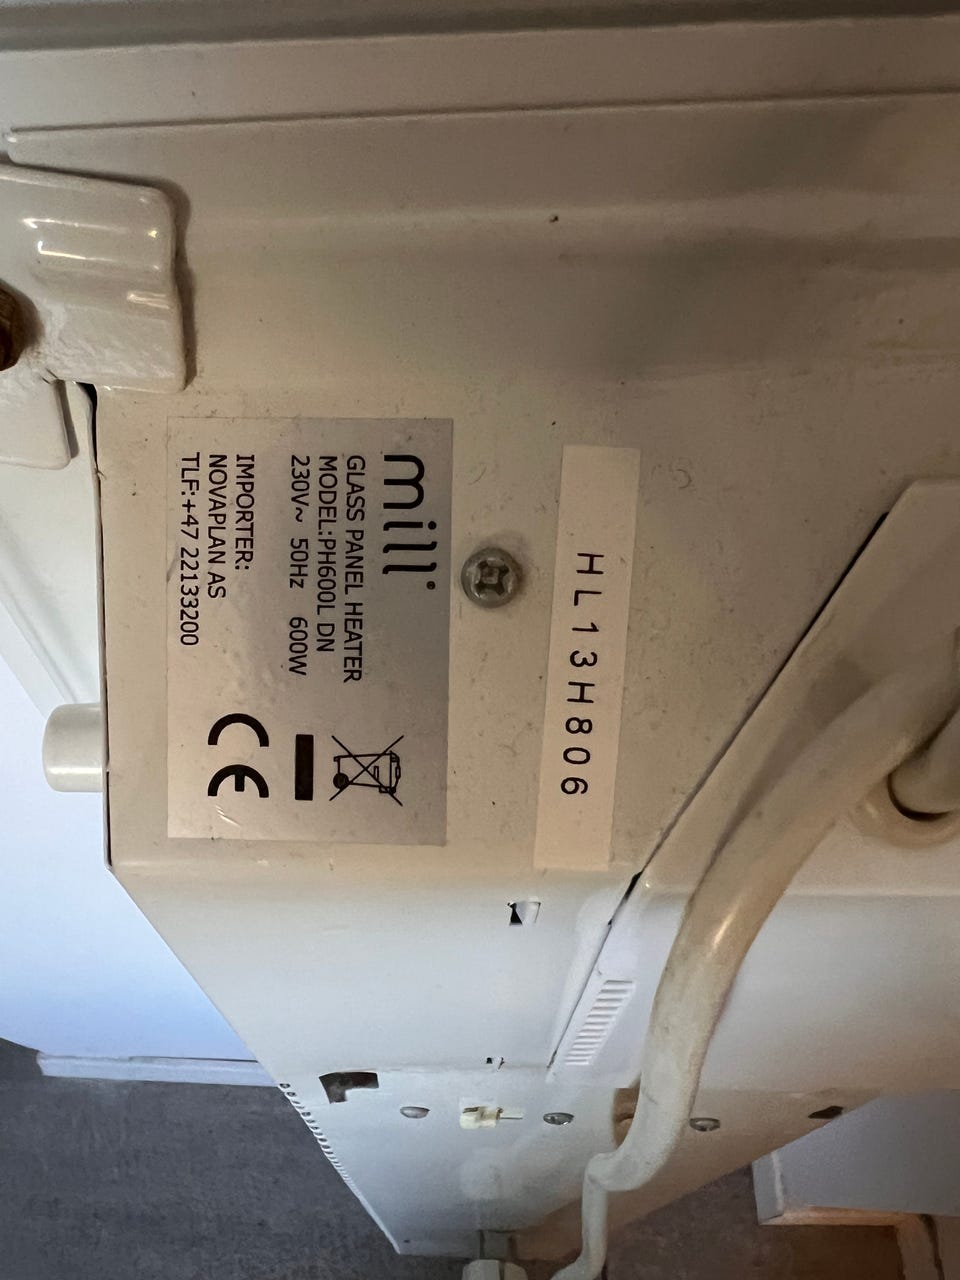 HL13H806
mill®
GLASS PANEL HEATER
MODEL:PH600L DN
230V~ 50Hz 600W
IMPORTER:
NOVAPLAN AS
TLF:+47 22133200
CE